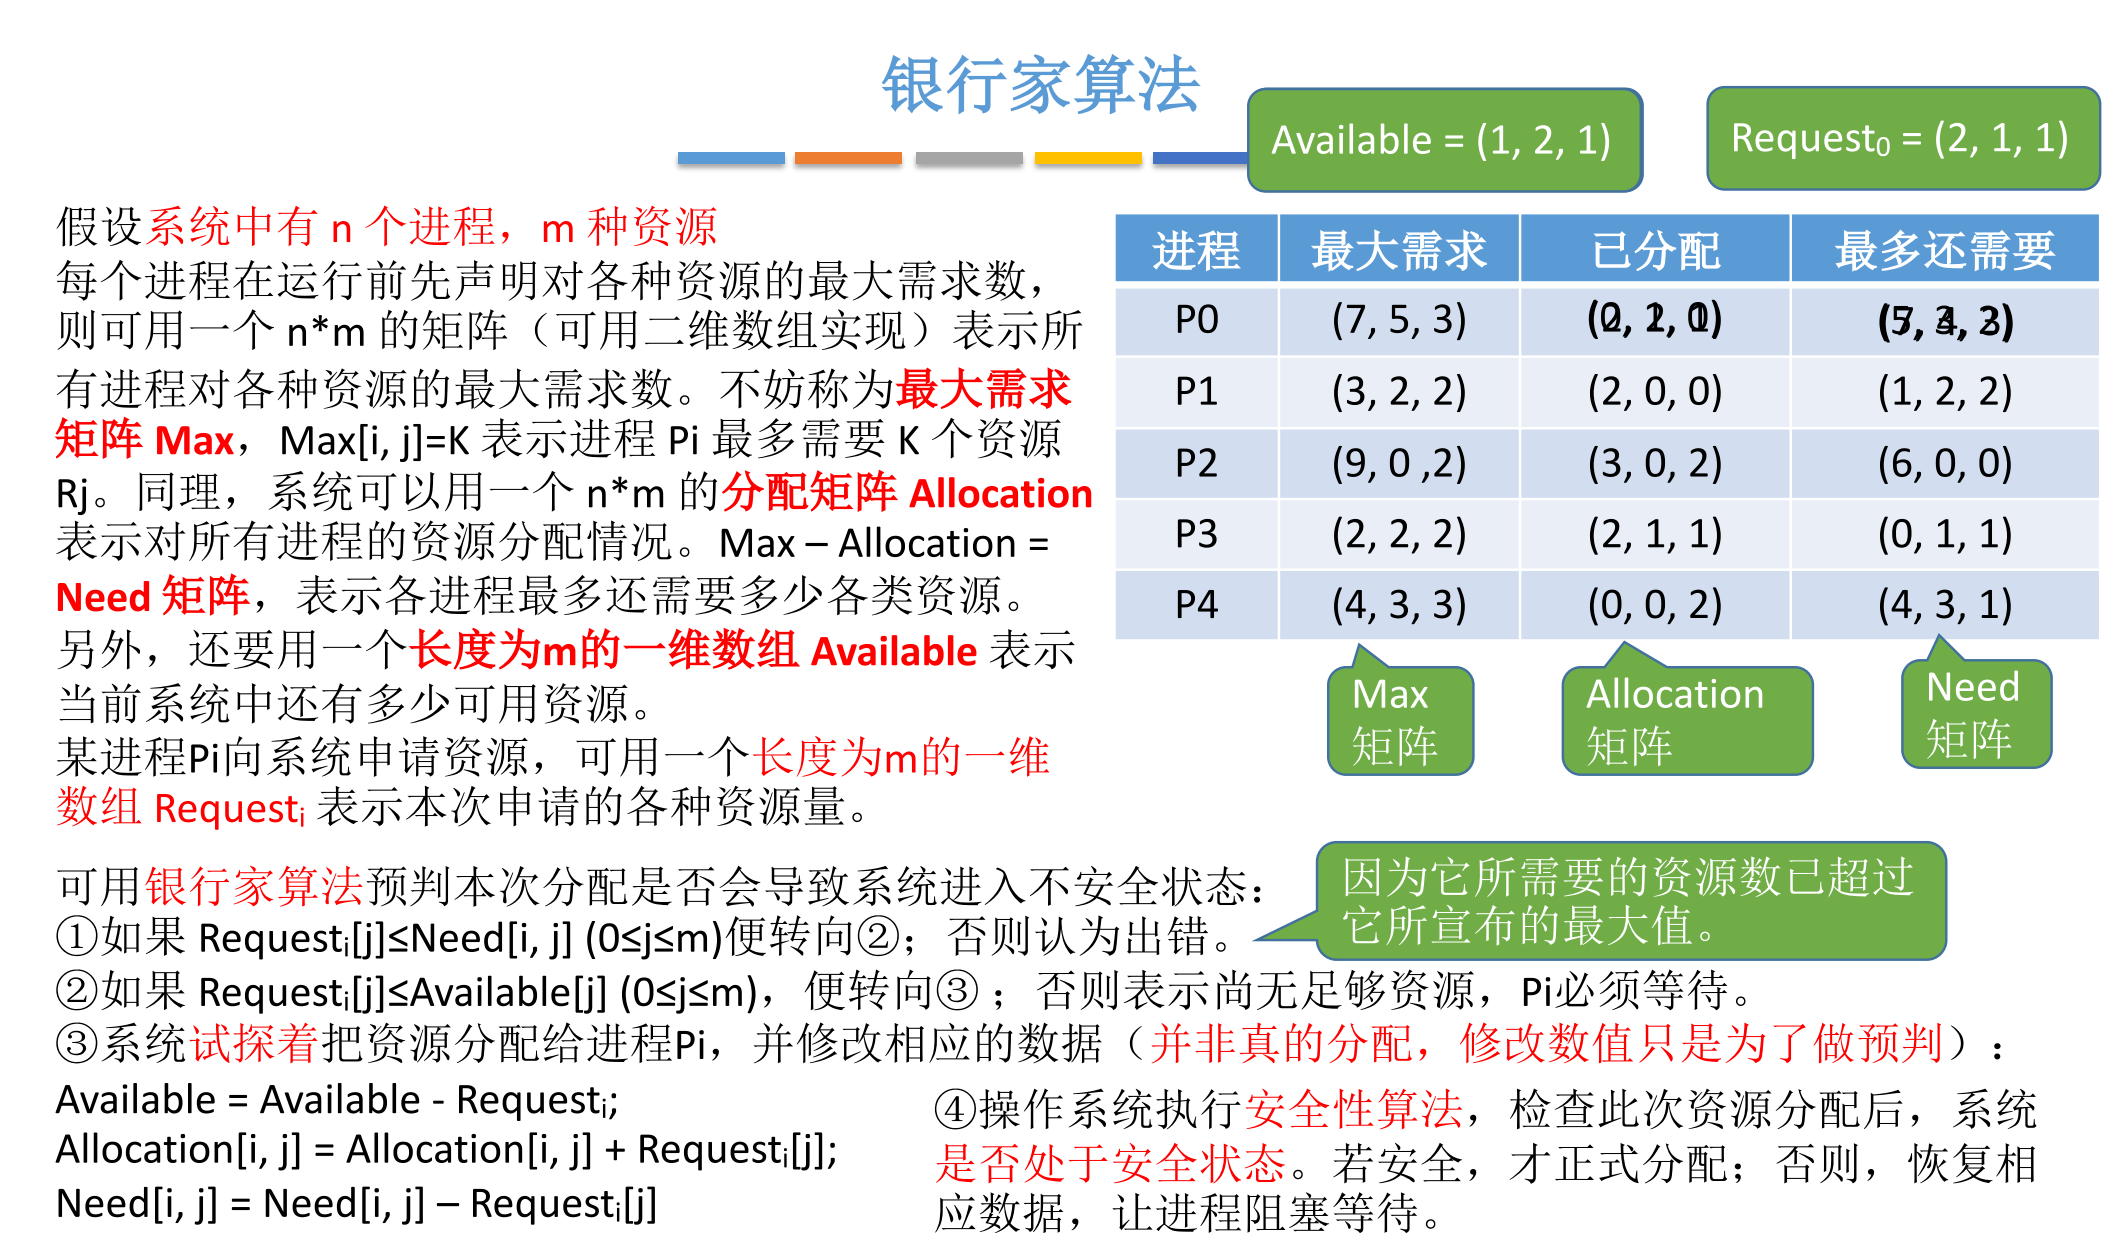 银行家算法
Available = (1, 2, 1)
Request0 = (2, 1, 1)
假设系统中有 n 个进程，m 种资源
每个进程在运行前先声明对各种资源的最大需求数，
则可用一个 n*m 的矩阵（可用二维数组实现）表示所
有进程对各种资源的最大需求数。不妨称为最大需求
矩阵 Max，Max[i, j]=K 表示进程 Pi 最多需要 K 个资源
Rj。同理，系统可以用一个 n*m 的分配矩阵 Allocation
表示对所有进程的资源分配情况。Max – Allocation =
Need 矩阵，表示各进程最多还需要多少各类资源。
另外，还要用一个长度为m的一维数组 Available 表示
当前系统中还有多少可用资源。
某进程Pi向系统申请资源，可用一个长度为m的一维
数组 Requesti 表示本次申请的各种资源量。
进程 最大需求 已分配 最多还需要
P0 (7, 5, 3)
P1 (3, 2, 2) (2, 0, 0) (1, 2, 2)
P2 (9, 0 ,2) (3, 0, 2) (6, 0, 0)
P3 (2, 2, 2) (2, 1, 1) (0, 1, 1)
P4 (4, 3, 3) (0, 0, 2) (4, 3, 1)
Max
矩阵
Allocation
矩阵
Need
矩阵
可用银行家算法预判本次分配是否会导致系统进入不安全状态：
①如果 Requesti[j]≤Need[i, j] (0≤j≤m)便转向②；否则认为出错。
因为它所需要的资源数已超过
它所宣布的最大值。
②如果 Requesti[j]≤Available[j] (0≤j≤m)，便转向③ ；否则表示尚无足够资源，Pi必须等待。
③系统试探着把资源分配给进程Pi，并修改相应的数据（并非真的分配，修改数值只是为了做预判）：
Available = Available - Requesti;
Allocation[i, j] = Allocation[i, j] + Requesti[j];
Need[i, j] = Need[i, j] – Requesti[j]
④操作系统执行安全性算法，检查此次资源分配后，系统
是否处于安全状态。若安全，才正式分配；否则，恢复相
应数据，让进程阻塞等待。